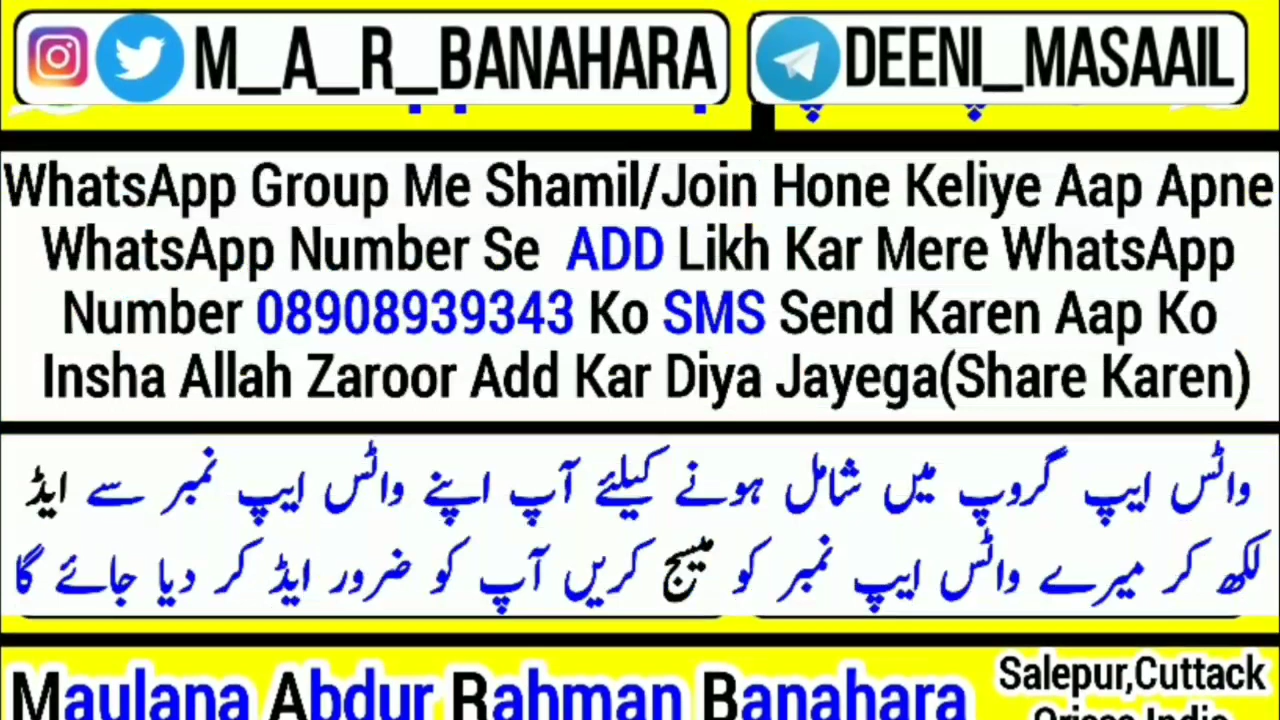 M_A_R_BANAHARA
DEENI_MASAAIL
WhatsApp Group Me Shamil/Join Hone Keliye Aap Apne
WhatsApp Number Se ADD Likh Kar Mere WhatsApp
Number 08908939343 Ko SMS Send Karen Aap Ko
Insha Allah Zaroor Add Kar Diya Jayega(Share Karen)
واٹس ایپ گروپ میں شامل ہونے کیلئے آپ اپنے واٹس ایپ نمبر سے ایڈ
لکھ کر میرے واٹس ایپ نمبر کو میسج کریں آپ کو ضرور ایڈ کر دیا جائے گا
Maulana Abdur Rahman Banahara
Salepur,Cuttack
Orissa,India